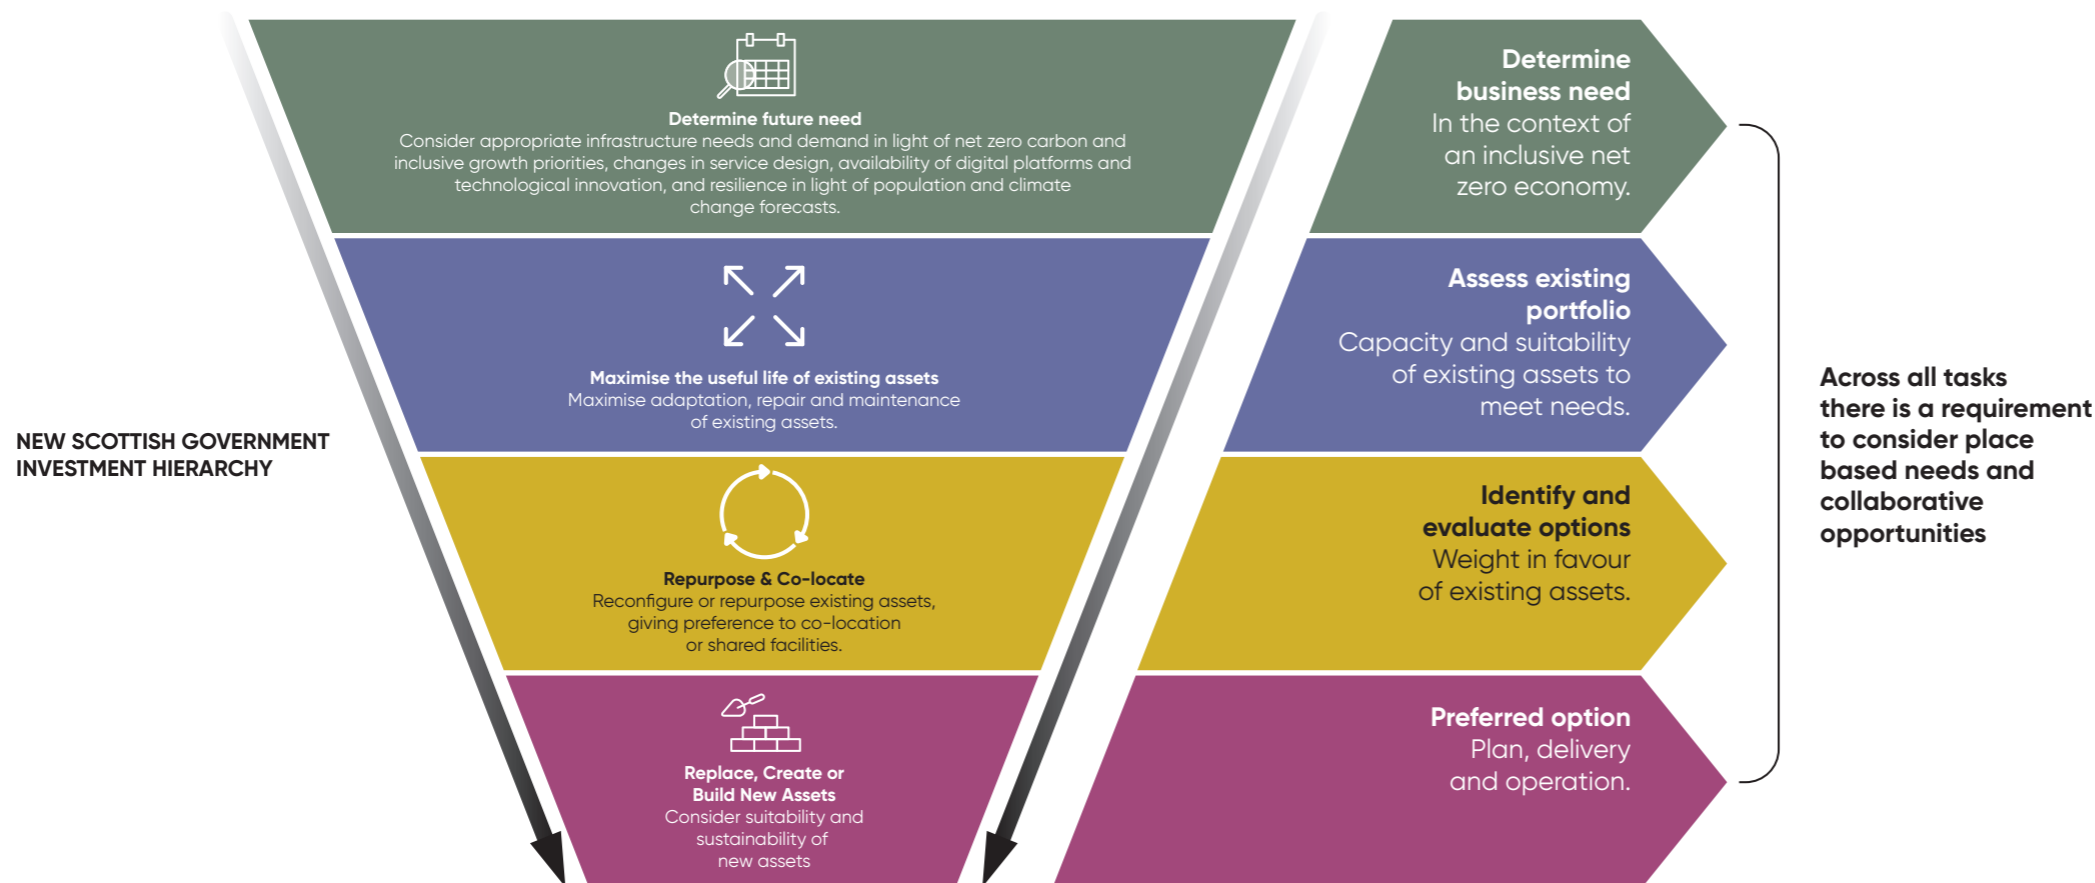 NEW SCOTTISH GOVERNMENT
INVESTMENT HIERARCHY
Determine future need
Consider appropriate infrastructure needs and demand in light of net zero carbon and
inclusive growth priorities, changes in service design, availability of digital platforms and
technological innovation, and resilience in light of population and climate
change forecasts.
Determine
business need
In the context of
an inclusive net
zero economy.
Maximise the useful life of existing assets
Maximise adaptation, repair and maintenance
of existing assets.
Assess existing
portfolio
Capacity and suitability
of existing assets to
meet needs.
Repurpose & Co-locate
Reconfigure or repurpose existing assets,
giving preference to co-location
or shared facilities.
Identify and
evaluate options
Weight in favour
of existing assets.
Replace, Create or
Build New Assets
Consider suitability and
sustainability of
new assets
Preferred option
Plan, delivery
and operation.
Across all tasks
there is a requirement
to consider place
based needs and
collaborative
opportunities